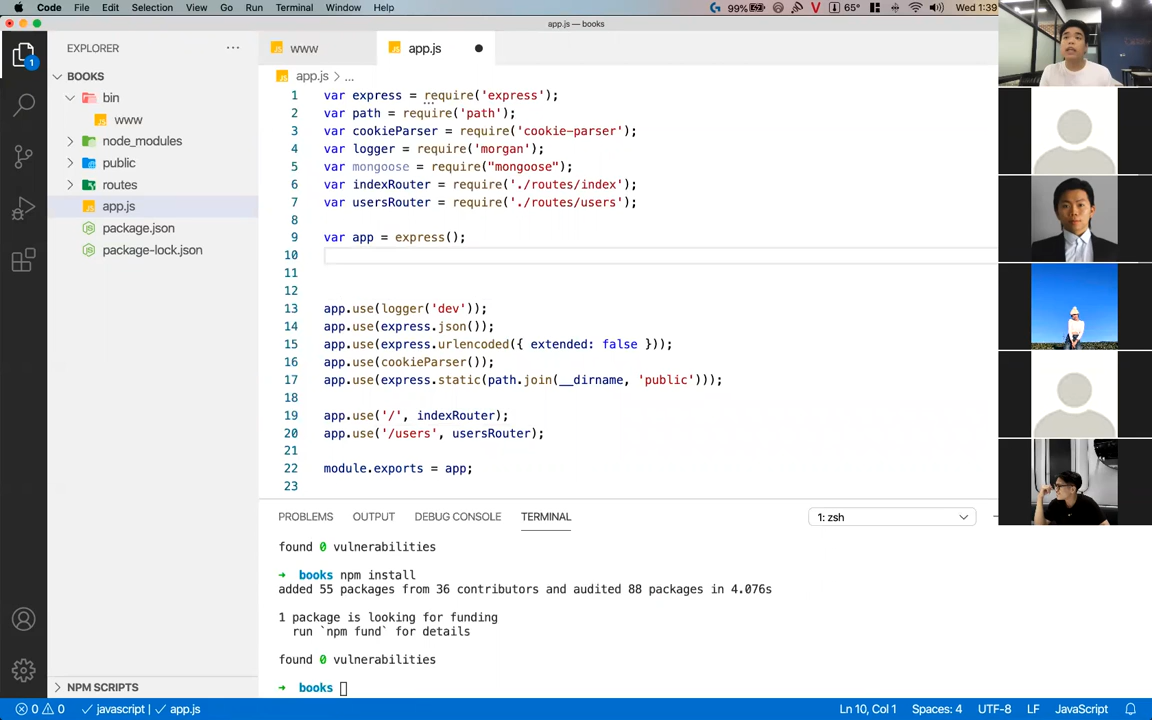 Code File Edit Selection View Go Run Terminal Window Help 99% 65° Wed 1:39
app.js — books
EXPLORER
BOOKS
bin
www
node_modules
public
routes
app.js
package.json
package-lock.json
NPM SCRIPTS
1
www
app.js
app.js > ...
1 var express = require('express');
2 var path = require('path');
3 var cookieParser = require('cookie-parser');
4 var logger = require('morgan');
5 var mongoose = require("mongoose");
6 var indexRouter = require('./routes/index');
7 var usersRouter = require('./routes/users');
8
9 var app = express();
10
11
12
13 app.use(logger('dev'));
14 app.use(express.json());
15 app.use(express.urlencoded({ extended: false }));
16 app.use(cookieParser());
17 app.use(express.static(path.join(__dirname, 'public')));
18
19 app.use('/', indexRouter);
20 app.use('/users', usersRouter);
21
22 module.exports = app;
23
PROBLEMS OUTPUT DEBUG CONSOLE TERMINAL 1: zsh
found 0 vulnerabilities
→ books npm install
added 55 packages from 36 contributors and audited 88 packages in 4.076s
1 package is looking for funding
run `npm fund` for details
found 0 vulnerabilities
→ books
0 0 javascript | app.js Ln 10, Col 1 Spaces: 4 UTF-8 LF JavaScript